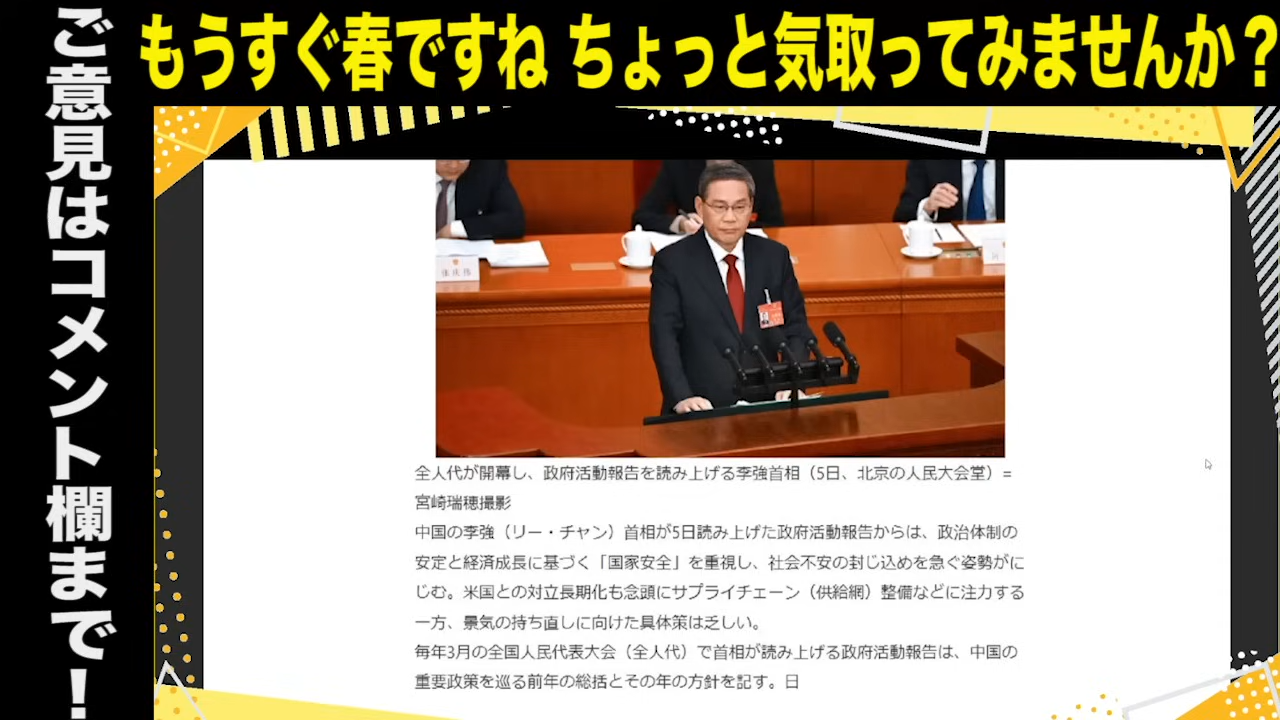 もうすぐ春ですね ちょっと気取ってみませんか？
ご意見はコメント欄まで！
全人代が開幕し、政府活動報告を読み上げる李強首相（5日、北京の人民大会堂）=
宮崎瑞穂撮影
中国の李強（リー・チャン）首相が5日読み上げた政府活動報告からは、政治体制の
安定と経済成長に基づく「国家安全」を重視し、社会不安の封じ込めを急ぐ姿勢がに
じむ。米国との対立長期化も念頭にサプライチェーン（供給網）整備などに注力する
一方、景気の持ち直しに向けた具体策は乏しい。
毎年3月の全国人民代表大会（全人代）で首相が読み上げる政府活動報告は、中国の
重要政策を巡る前年の総括とその年の方針を記す。日